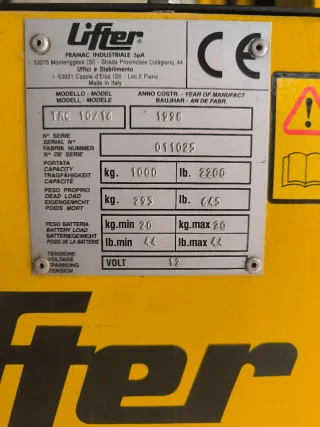 Lifter
FRAMAC INDUSTRIALE SpA
I - 53035 Monteriggioni (SI) - Strada Provinciale Colligiana, 44
Uffici e Stabilimento
I - 53031 Casole d'Elsa (SI) - Loc. Il Piano
Made in Italy
CE
MODELLO - MODEL
MODELL - MODELE
ANNO COSTR. - YEAR OF MANUFACT
BAUJHAR - AN DE FABR.
TKC 10/16 1998
N° SERIE
SERIAL N°
FABRIK NUMMER
N° DE SERIE
011025
PORTATA
CAPACITY
TRAGFÄHIGKEIT
CAPACITÉ
kg. 1000 lb. 2200
PESO PROPRIO
DEAD LOAD
EIGENGEWICHT
POIDS MORT
kg. 293 lb. 645
PESO BATTERIA
BATTERY LOAD
BATTERIEGEWICHT
POIDS DE LA BATTERIE
kg.min 20 kg.max 20
lb.min 44 lb.max 44
TENSIONE
VOLTAGE
SPANNUNG
TENSION
VOLT 12
fter